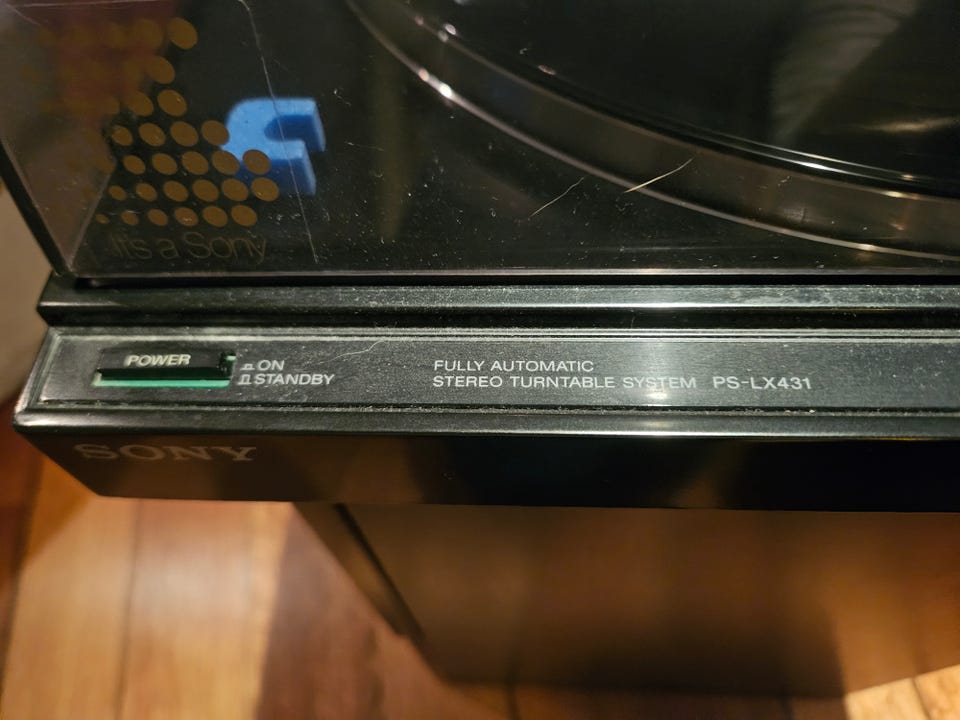 It's a Sony
POWER
ON
STANDBY
FULLY AUTOMATIC
STEREO TURNTABLE SYSTEM PS-LX431
SONY